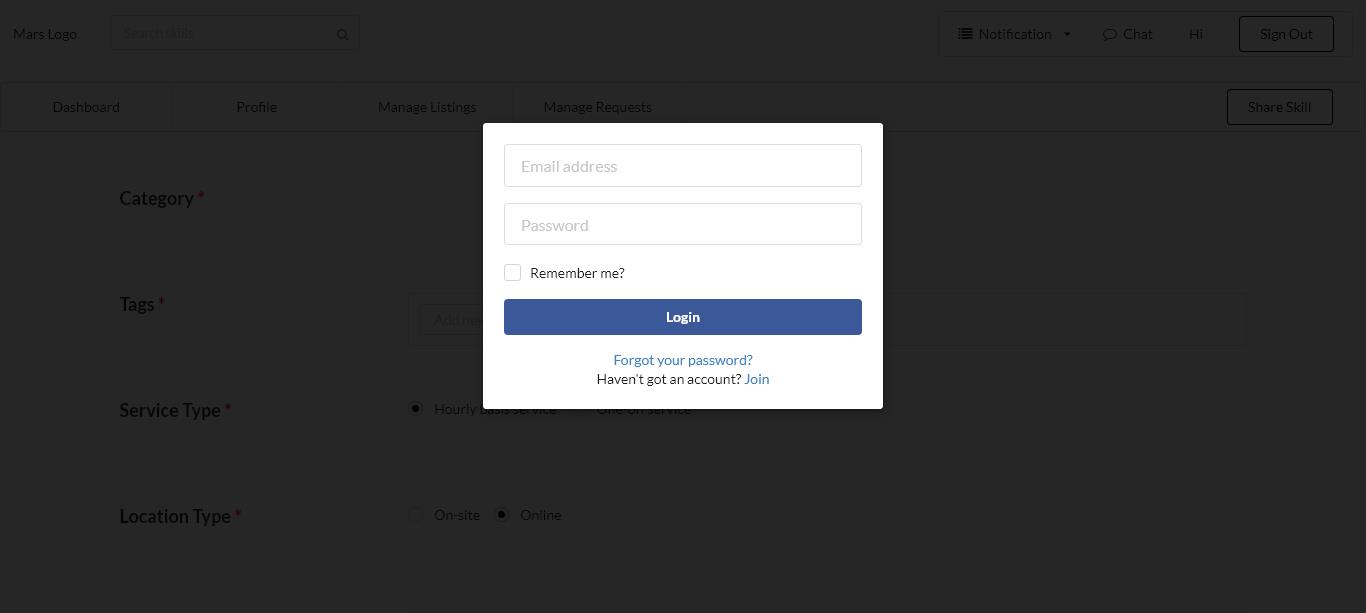 Mars Logo
Search skills
Notification
Chat
Hi
Sign Out
Dashboard
Profile
Manage Listings
Manage Requests
Share Skill
Email address
Password
Remember me?
Login
Forgot your password?
Haven't got an account? Join
Category *
Tags *
Add new
Service Type *
Hourly basis service
One-off service
Location Type *
On-site
Online